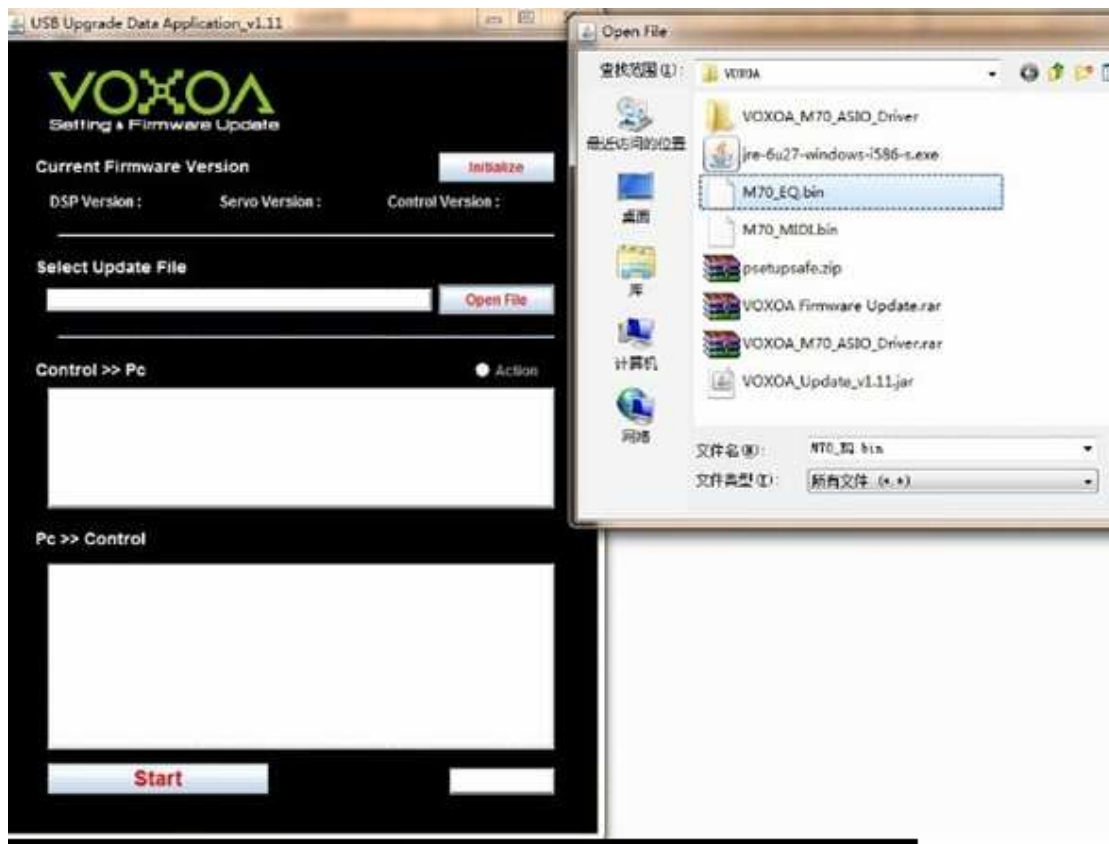 USB Upgrade Data Application_v1.11
VOXOA
Setting & Firmware Update
Current Firmware Version
Initialize
DSP Version :
Servo Version :
Control Version :
Select Update File
Open File
Control >> Pc
Action
Pc >> Control
Start
Open File
查找范围(I):
VOXOA
最近访问的位置
桌面
库
计算机
网络
VOXOA_M70_ASIO_Driver
jre-6u27-windows-i586-s.exe
M70_EQ.bin
M70_MIDI.bin
psetupsafe.zip
VOXOA Firmware Update.rar
VOXOA_M70_ASIO_Driver.rar
VOXOA_Update_v1.11.jar
文件名(N):
M70_EQ.bin
文件类型(T):
所有文件 (*.*)